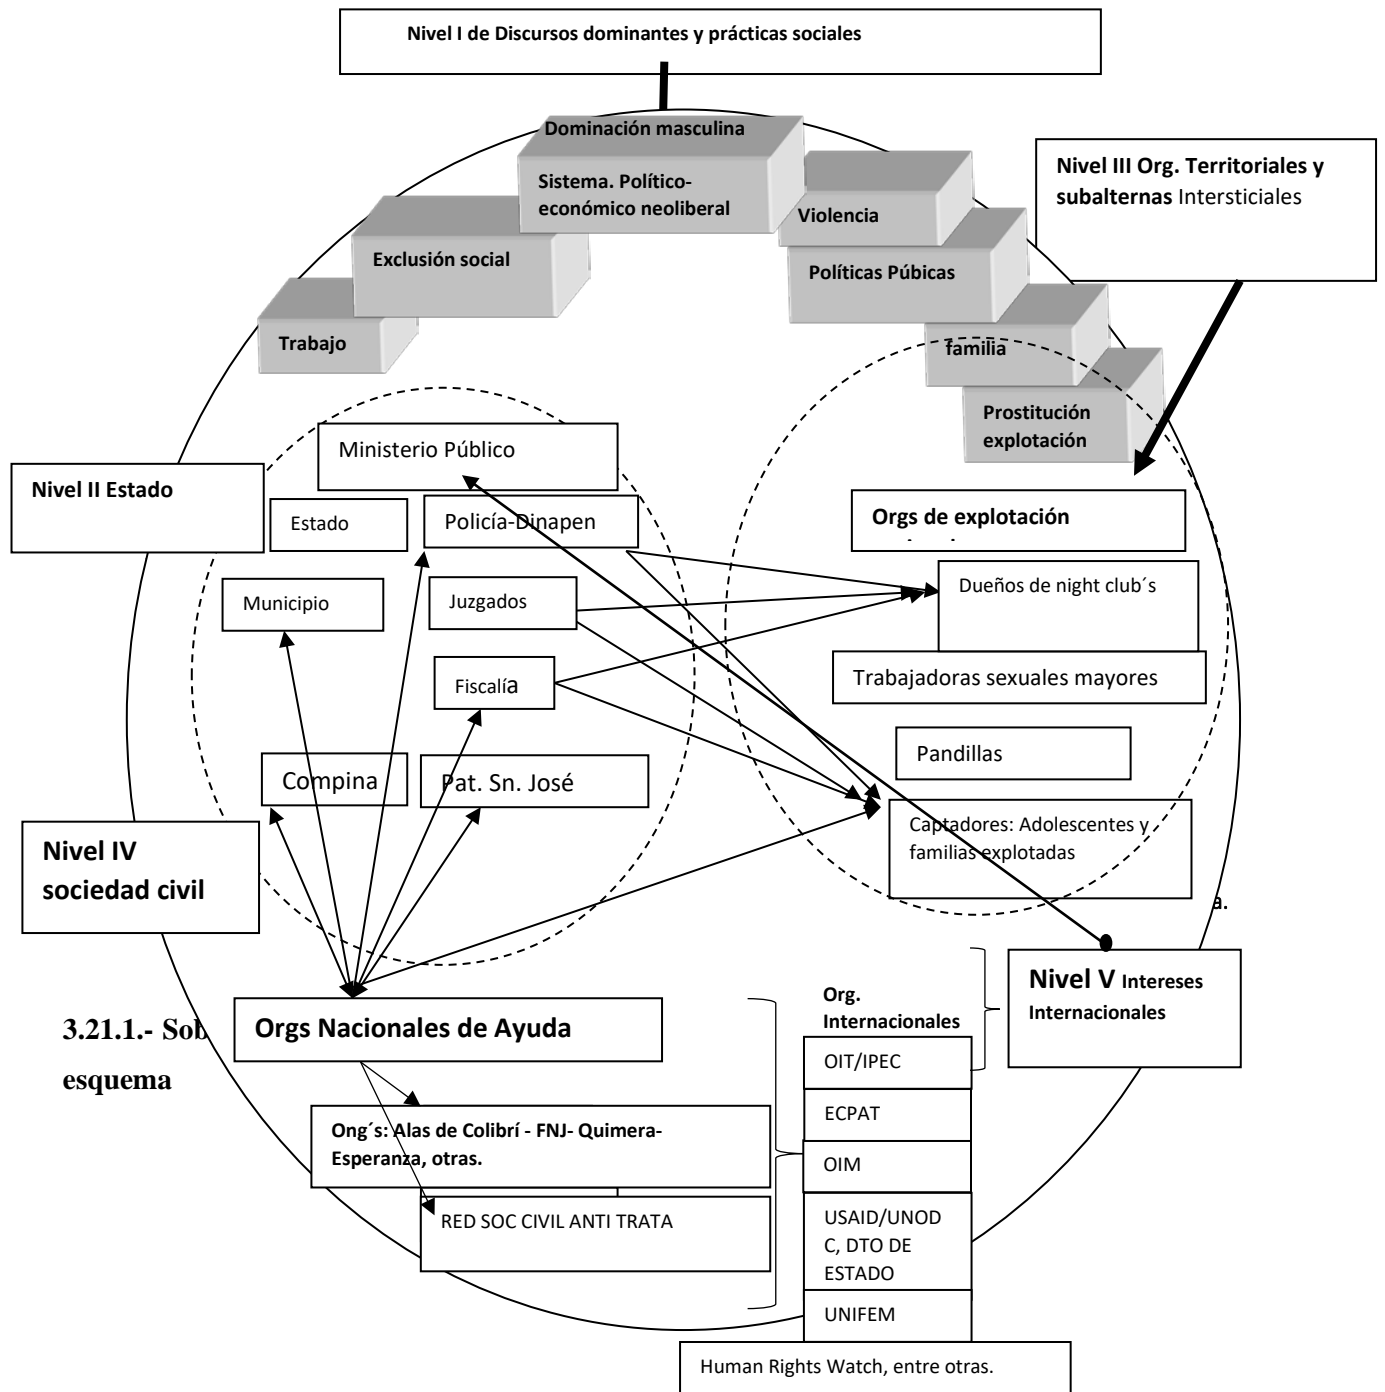 Nivel I de Discursos dominantes y prácticas sociales
Dominación masculina
Sistema. Político-
económico neoliberal
Exclusión social
Trabajo
Violencia
Políticas Púbicas
familia
Prostitución
explotación
Nivel III Org. Territoriales y
subalternas Intersticiales
Nivel II Estado
Ministerio Público
Estado
Policía-Dinapen
Municipio
Juzgados
Fiscalía
Compina
Pat. Sn. José
Orgs de explotación
Dueños de night club´s
Trabajadoras sexuales mayores
Pandillas
Captadores: Adolescentes y
familias explotadas
a.
Nivel IV
sociedad civil
Nivel V Intereses
Internacionales
3.21.1.- Sob
esquema
Orgs Nacionales de Ayuda
Ong´s: Alas de Colibrí - FNJ- Quimera-
Esperanza, otras.
RED SOC CIVIL ANTI TRATA
Org.
Internacionales
OIT/IPEC
ECPAT
OIM
USAID/UNOD
C, DTO DE
ESTADO
UNIFEM
Human Rights Watch, entre otras.